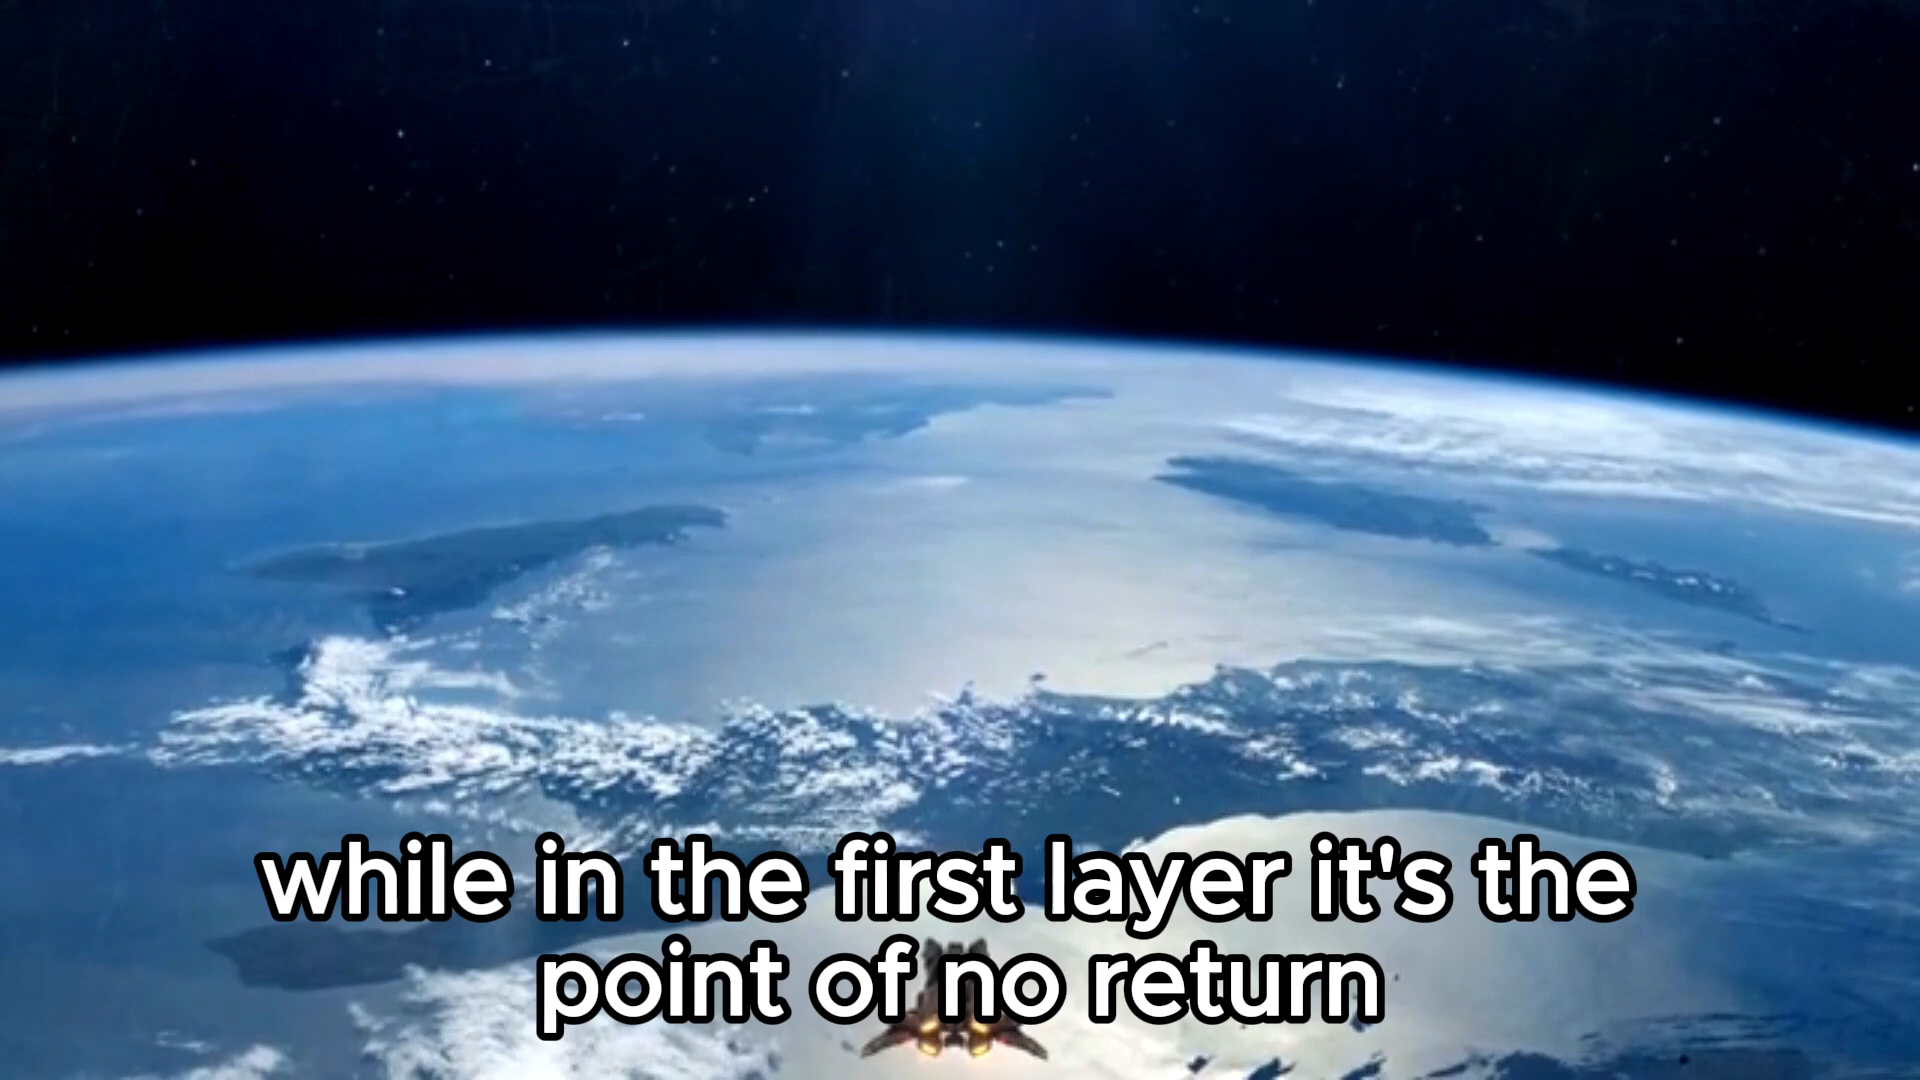 while in the first layer it's the
point of no return